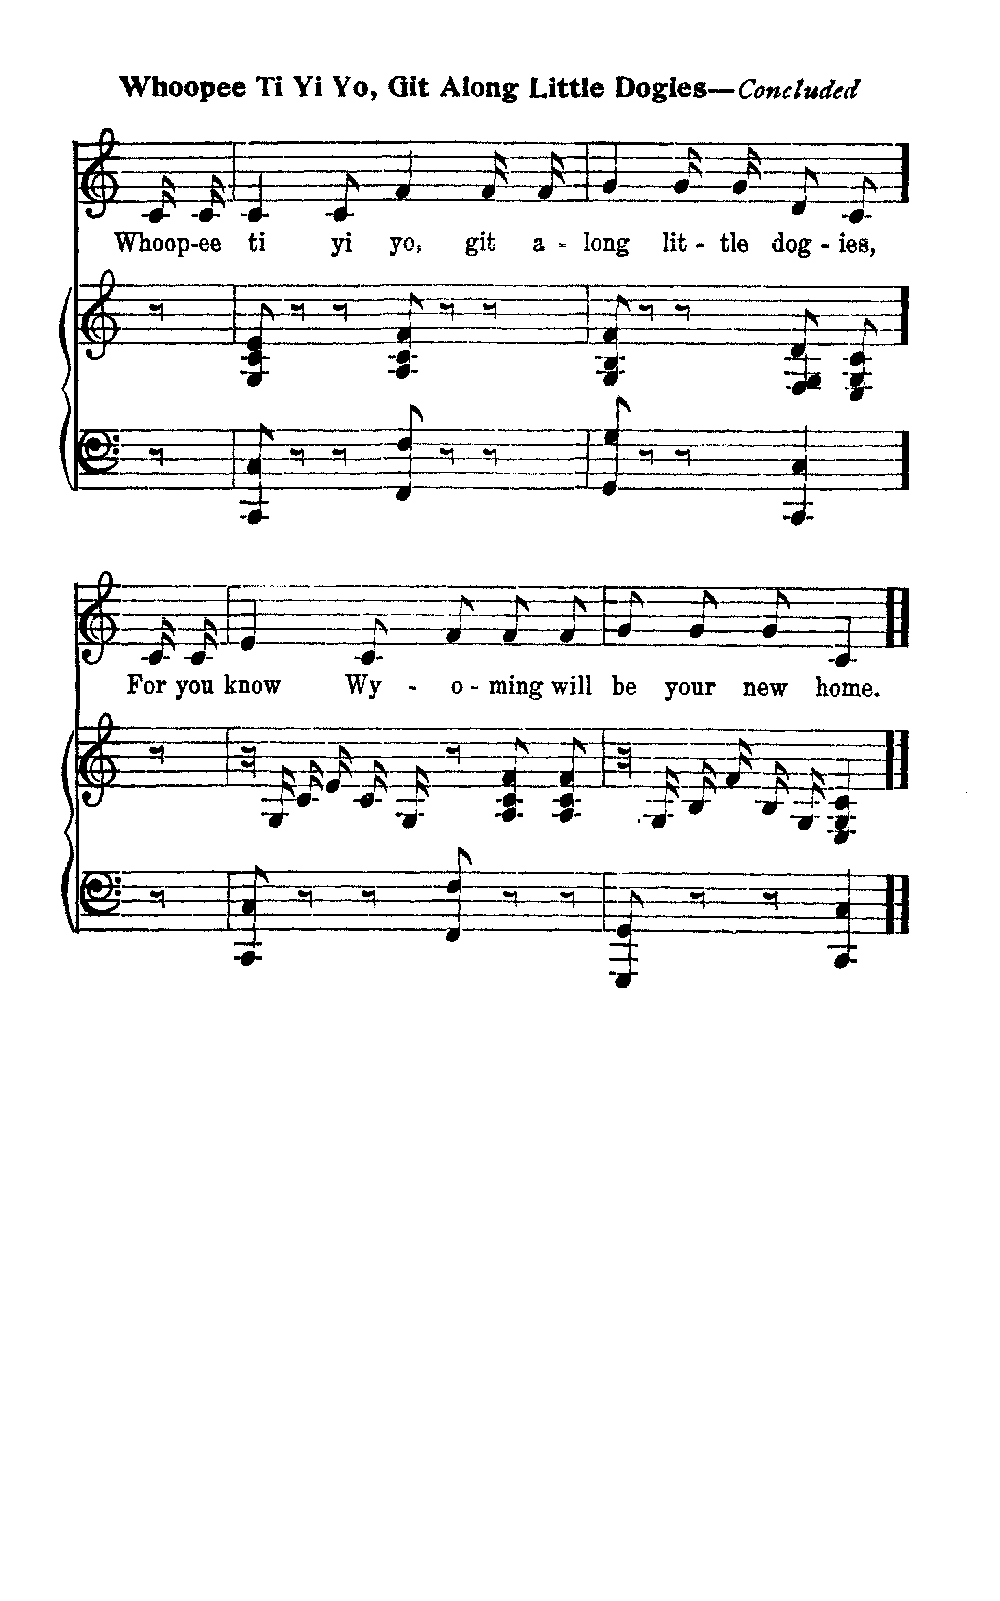 Whoopee Ti Yi Yo, Git Along Little Dogies—Concluded
Whoop-ee ti yi yo, git a - long lit - tle dog - ies,
For you know Wy - o - ming will be your new home.